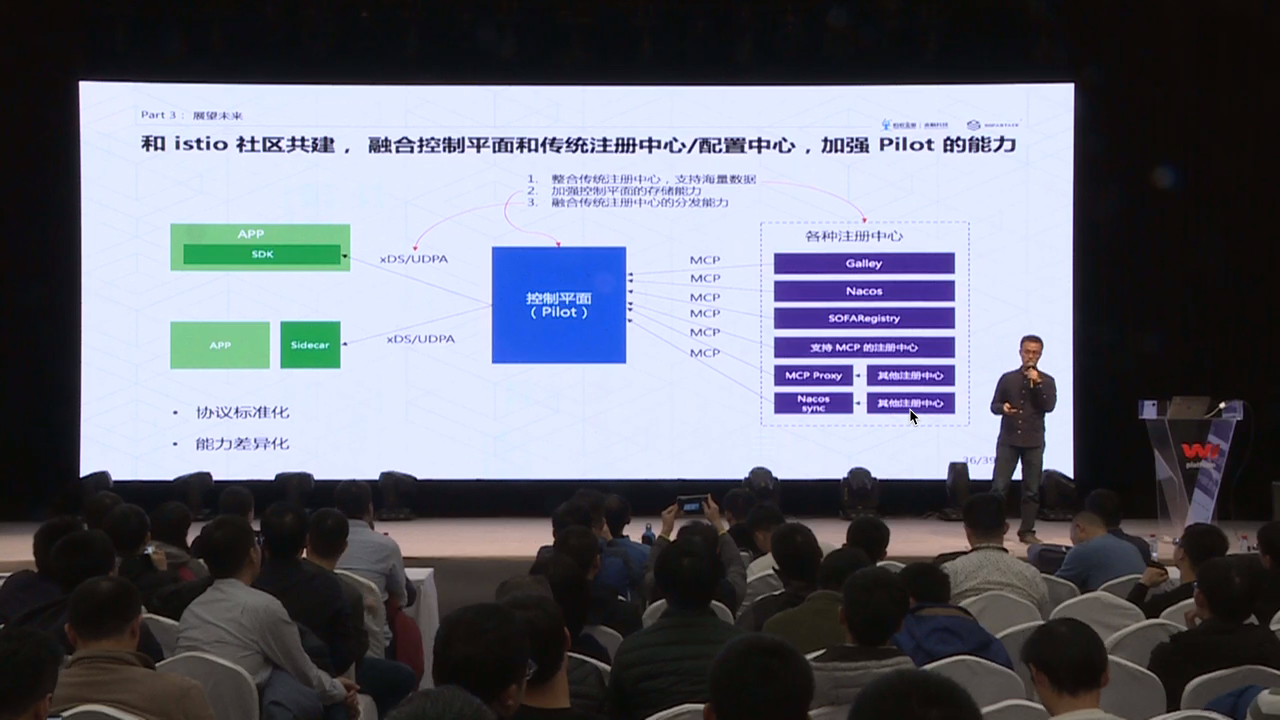 Part 3： 展望未来
和 istio 社区共建， 融合控制平面和传统注册中心/配置中心，加强 Pilot 的能力
1. 整合传统注册中心，支持海量数据
2. 加强控制平面的存储能力
3. 融合传统注册中心的分发能力
APP
SDK
xDS/UDPA
APP
Sidecar
xDS/UDPA
控制平面
（Pilot）
MCP
MCP
MCP
MCP
MCP
MCP
各种注册中心
Galley
Nacos
SOFARegistry
支持 MCP 的注册中心
MCP Proxy
其他注册中心
Nacos
sync
其他注册中心
• 协议标准化
• 能力差异化
36/39